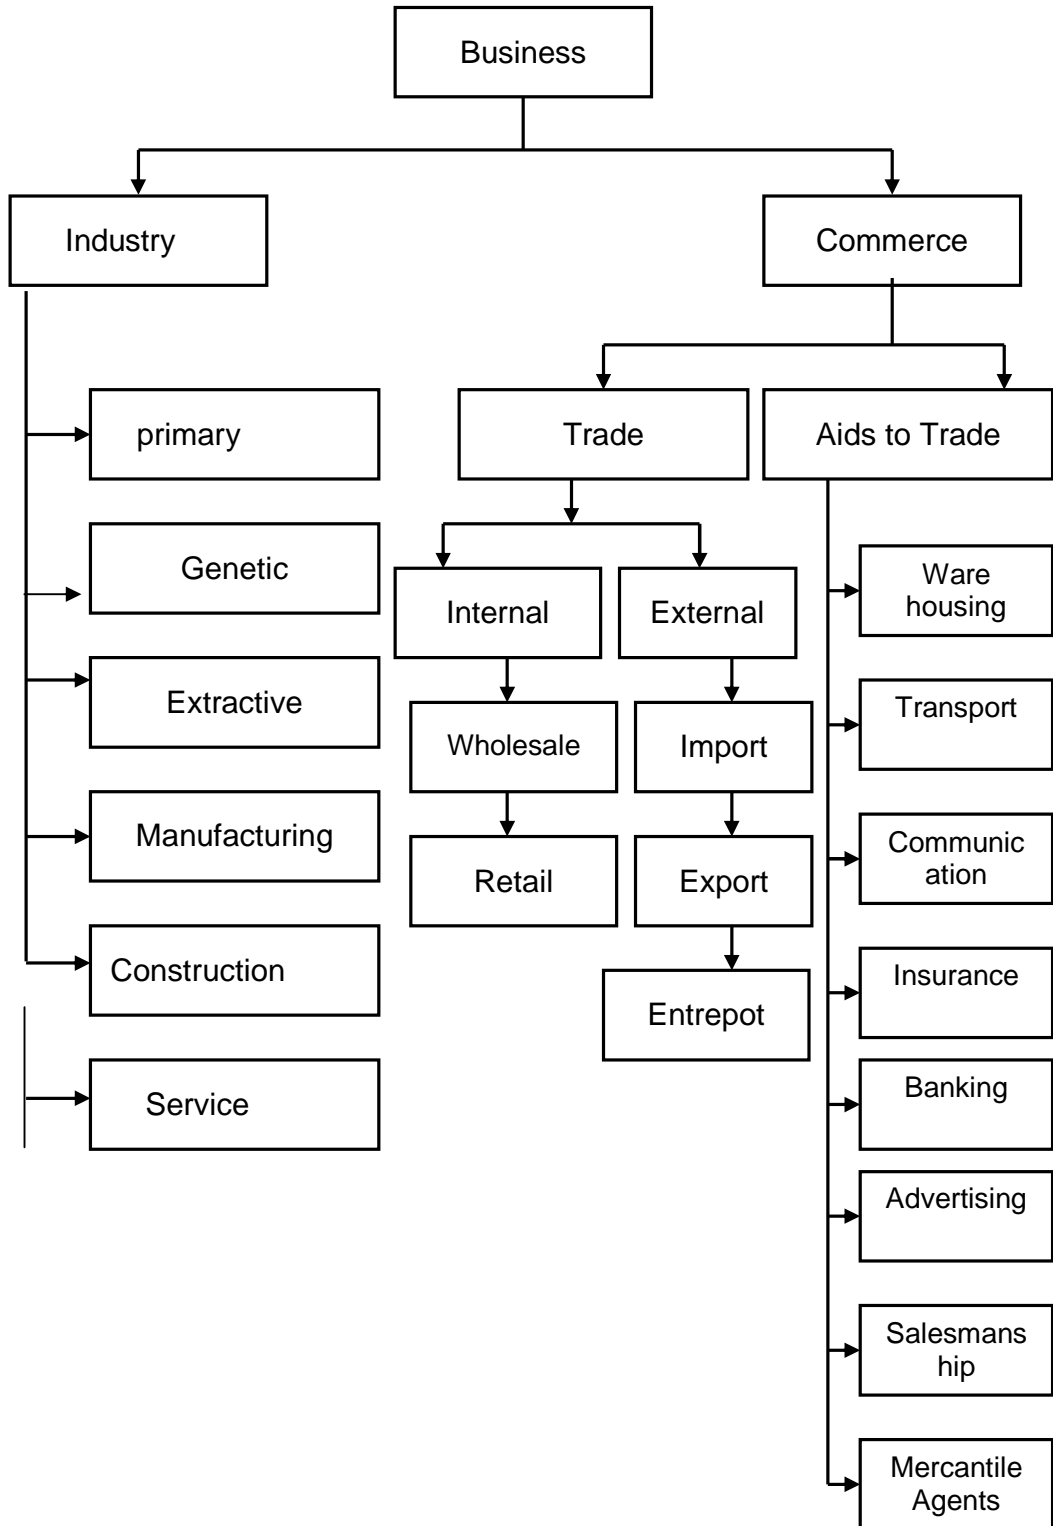 Business
Industry
Commerce
primary
Trade
Aids to Trade
Genetic
Ware
housing
Internal
External
Extractive
Transport
Wholesale
Import
Manufacturing
Communic
ation
Retail
Export
Construction
Insurance
Entrepot
Banking
Service
Advertising
Salesmans
hip
Mercantile
Agents